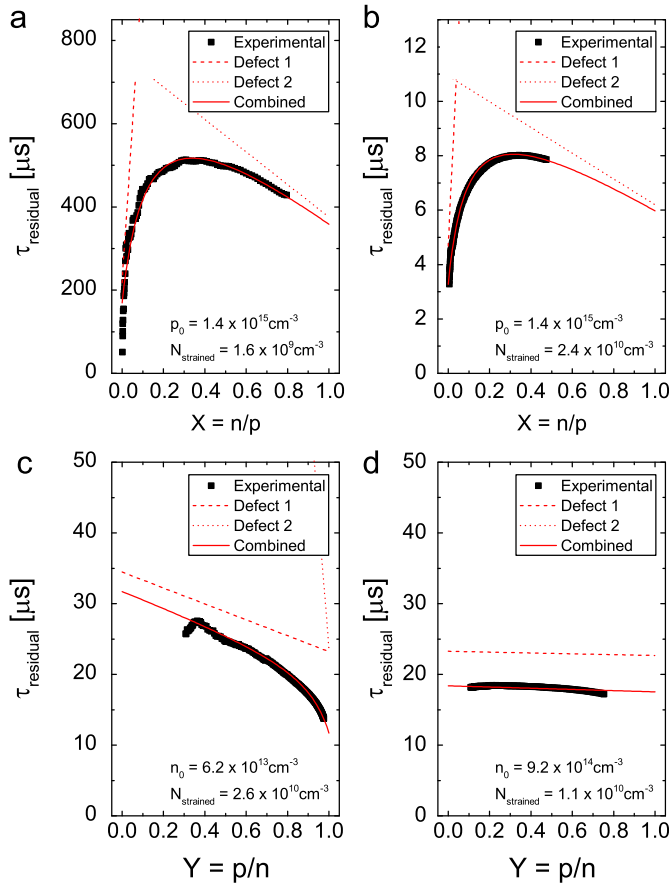 a
850
800
600
400
200
0
τresidual [µs]
Experimental
Defect 1
Defect 2
Combined
p0 = 1.4 x 10^15cm^-3
Nstrained = 1.6 x 10^9cm^-3
0.0 0.2 0.4 0.6 0.8 1.0
X = n/p
b
14
12
10
8
6
4
2
0
τresidual [µs]
Experimental
Defect 1
Defect 2
Combined
p0 = 1.4 x 10^15cm^-3
Nstrained = 2.4 x 10^10cm^-3
0.0 0.2 0.4 0.6 0.8 1.0
X = n/p
c
50
40
30
20
10
0
τresidual [µs]
Experimental
Defect 1
Defect 2
Combined
n0 = 6.2 x 10^13cm^-3
Nstrained = 2.6 x 10^10cm^-3
0.0 0.2 0.4 0.6 0.8 1.0
Y = p/n
d
50
40
30
20
10
0
τresidual [µs]
Experimental
Defect 1
Defect 2
Combined
n0 = 9.2 x 10^14cm^-3
Nstrained = 1.1 x 10^10cm^-3
0.0 0.2 0.4 0.6 0.8 1.0
Y = p/n